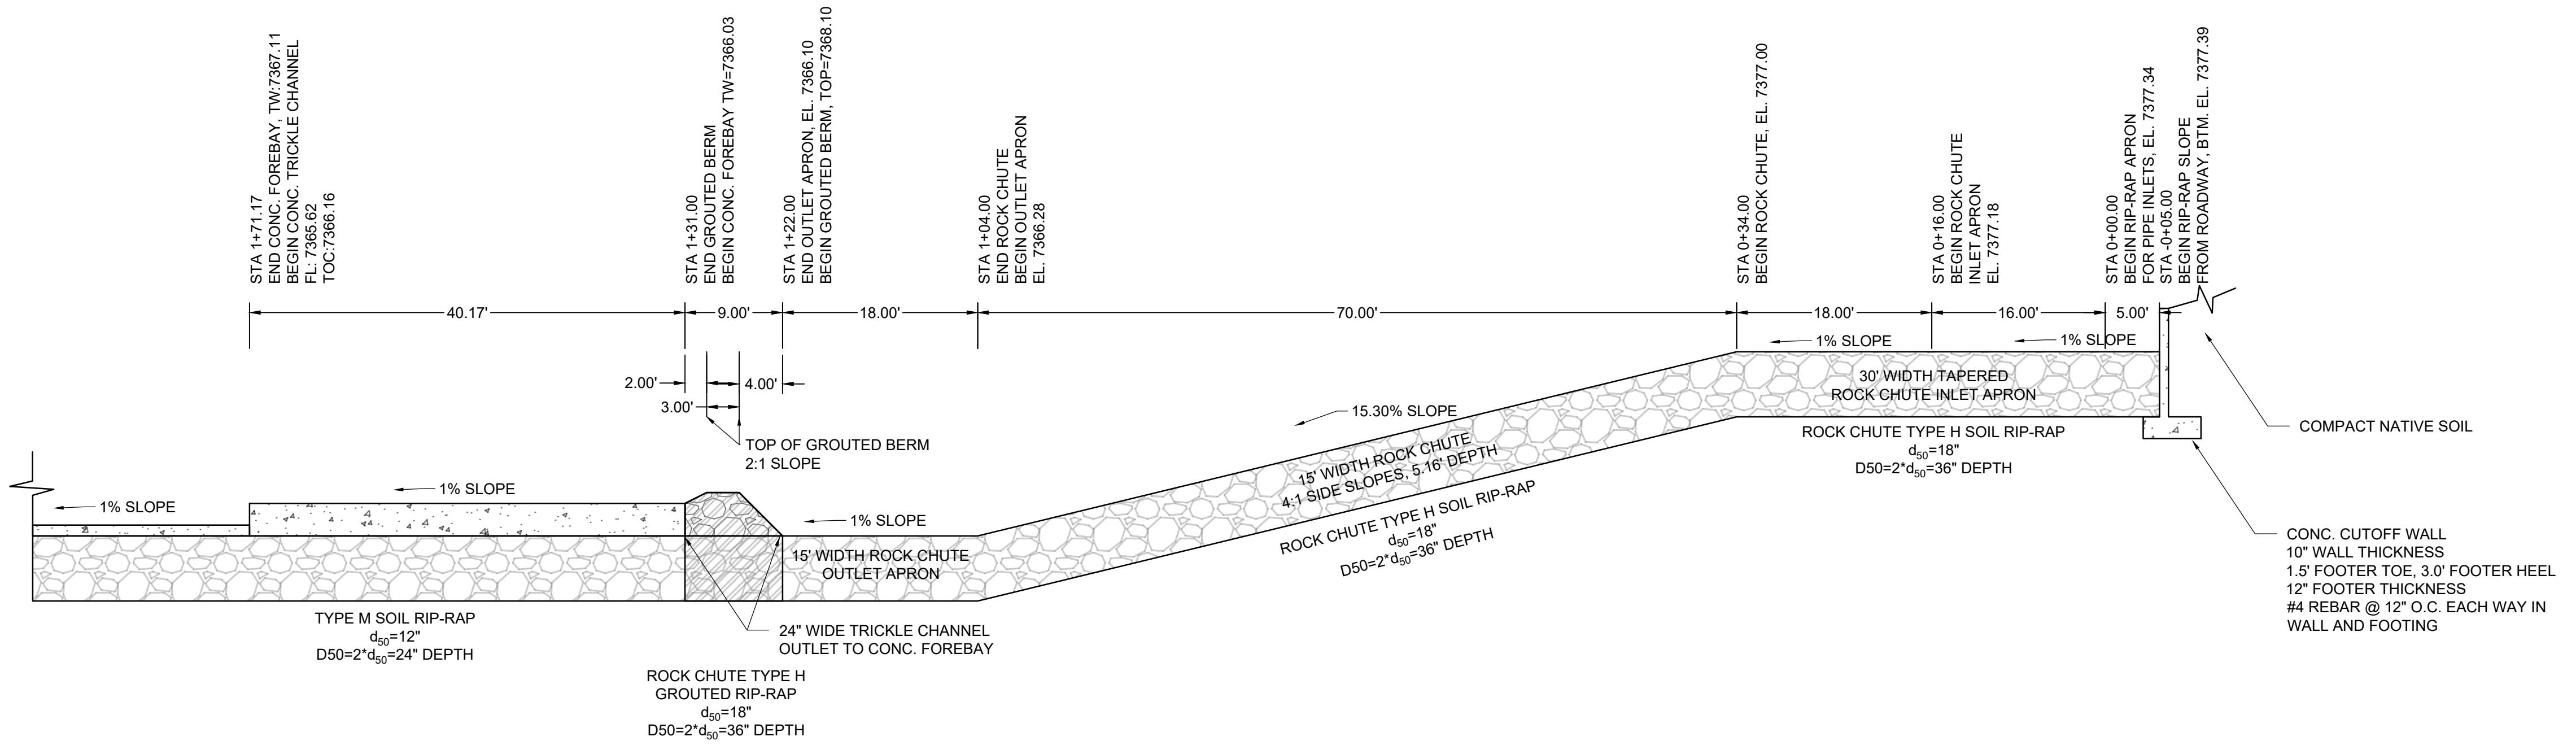 STA 1+71.17
END CONC. FOREBAY, TW:7367.11
BEGIN CONC. TRICKLE CHANNEL
FL: 7365.62
TOC:7366.16
STA 1+31.00
END GROUTED BERM
BEGIN CONC. FOREBAY TW=7366.03
STA 1+22.00
END OUTLET APRON, EL. 7366.10
BEGIN GROUTED BERM, TOP=7368.10
STA 1+04.00
END ROCK CHUTE
BEGIN OUTLET APRON
EL. 7366.28
STA 0+34.00
BEGIN ROCK CHUTE, EL. 7377.00
STA 0+16.00
BEGIN ROCK CHUTE
INLET APRON
EL. 7377.18
STA 0+00.00
BEGIN RIP-RAP APRON
FOR PIPE INLETS, EL. 7377.34
STA -0+05.00
BEGIN RIP-RAP SLOPE
FROM ROADWAY, BTM. EL. 7377.39
40.17'
9.00'
18.00'
70.00'
18.00'
16.00'
5.00'
1% SLOPE
1% SLOPE
2.00'
4.00'
3.00'
30' WIDTH TAPERED
ROCK CHUTE INLET APRON
15.30% SLOPE
TOP OF GROUTED BERM
2:1 SLOPE
ROCK CHUTE TYPE H SOIL RIP-RAP
d50=18"
D50=2*d50=36" DEPTH
COMPACT NATIVE SOIL
15' WIDTH ROCK CHUTE
4:1 SIDE SLOPES, 5.16' DEPTH
ROCK CHUTE TYPE H SOIL RIP-RAP
d50=18"
D50=2*d50=36" DEPTH
1% SLOPE
1% SLOPE
1% SLOPE
15' WIDTH ROCK CHUTE
OUTLET APRON
CONC. CUTOFF WALL
10" WALL THICKNESS
1.5' FOOTER TOE, 3.0' FOOTER HEEL
12" FOOTER THICKNESS
#4 REBAR @ 12" O.C. EACH WAY IN
WALL AND FOOTING
TYPE M SOIL RIP-RAP
d50=12"
D50=2*d50=24" DEPTH
24" WIDE TRICKLE CHANNEL
OUTLET TO CONC. FOREBAY
ROCK CHUTE TYPE H
GROUTED RIP-RAP
d50=18"
D50=2*d50=36" DEPTH